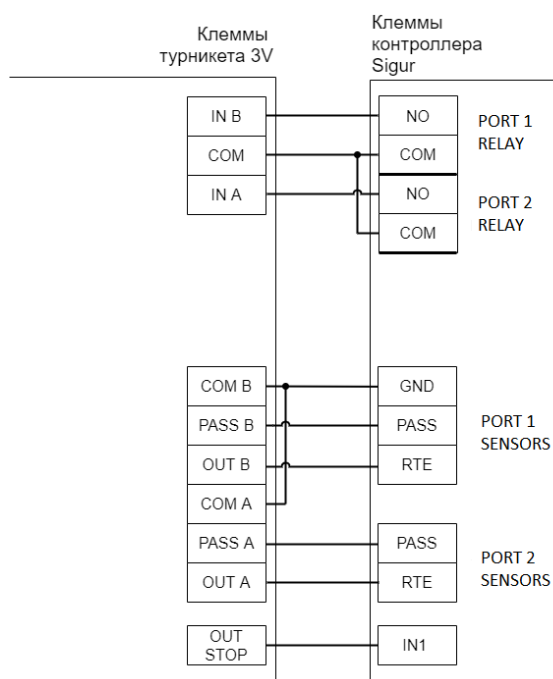 Клеммы
турникета 3V
Клеммы
контроллера
Sigur
IN B
COM
IN A
NO
COM
NO
COM
PORT 1
RELAY
PORT 2
RELAY
COM B
PASS B
OUT B
COM A
PASS A
OUT A
OUT
STOP
GND
PASS
RTE
PASS
RTE
IN1
PORT 1
SENSORS
PORT 2
SENSORS